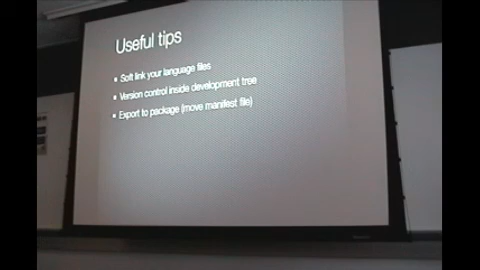 Useful tips
Soft link your language files
Version control inside development tree
Export to package (move manifest file)